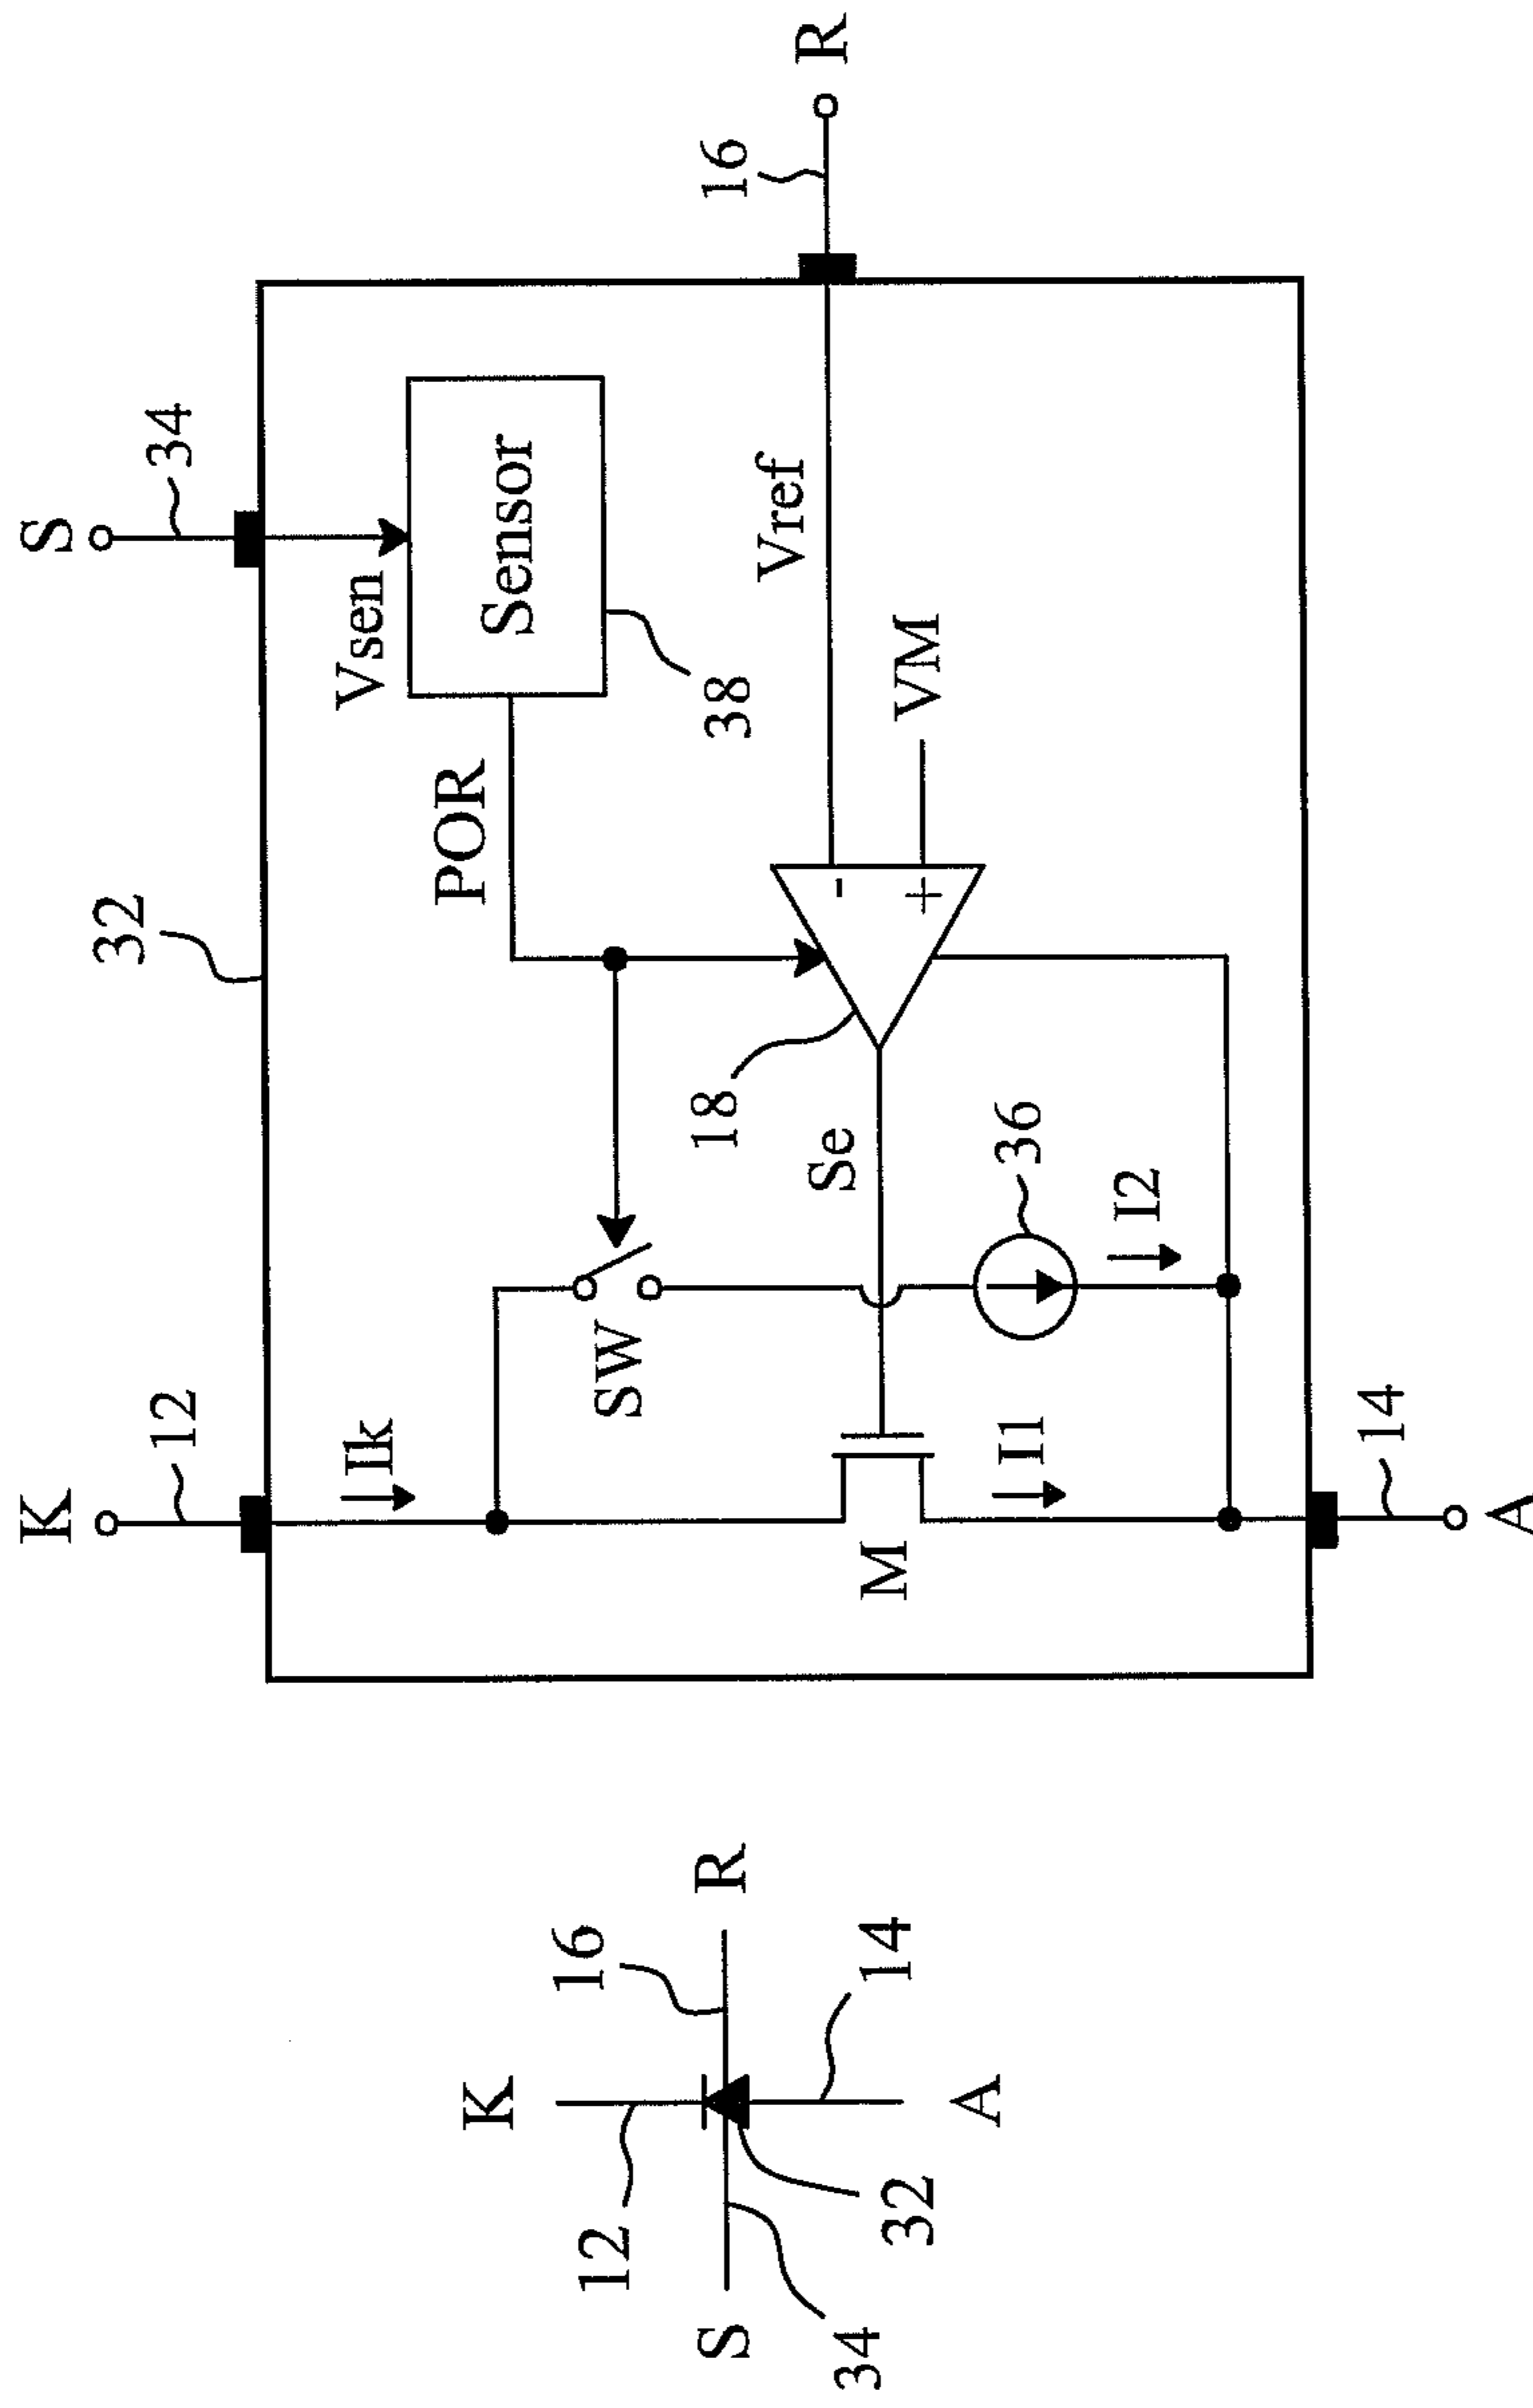 K
12
16
R
S
34
32
14
A
K
12
32
S
34
Ik
Vsen
POR
Sensor
38
SW
16
R
Vref
18
Se
-
+
VM
M
I1
36
I2
14
A